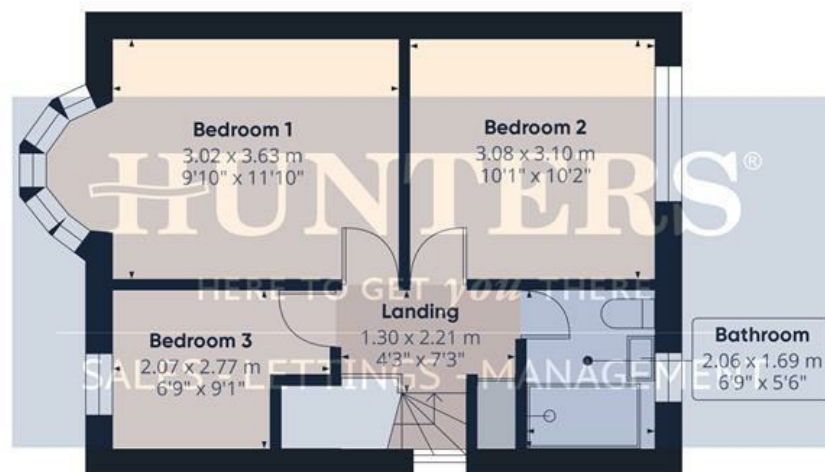 Bedroom 1
3.02 x 3.63 m
9'10" x 11'10"
Bedroom 2
3.08 x 3.10 m
10'1" x 10'2"
HUNTERS®
HERE TO GET you THERE
Landing
1.30 x 2.21 m
4'3" x 7'3"
Bedroom 3
2.07 x 2.77 m
6'9" x 9'1"
Bathroom
2.06 x 1.69 m
6'9" x 5'6"
SALES - LETTINGS - MANAGEMENT